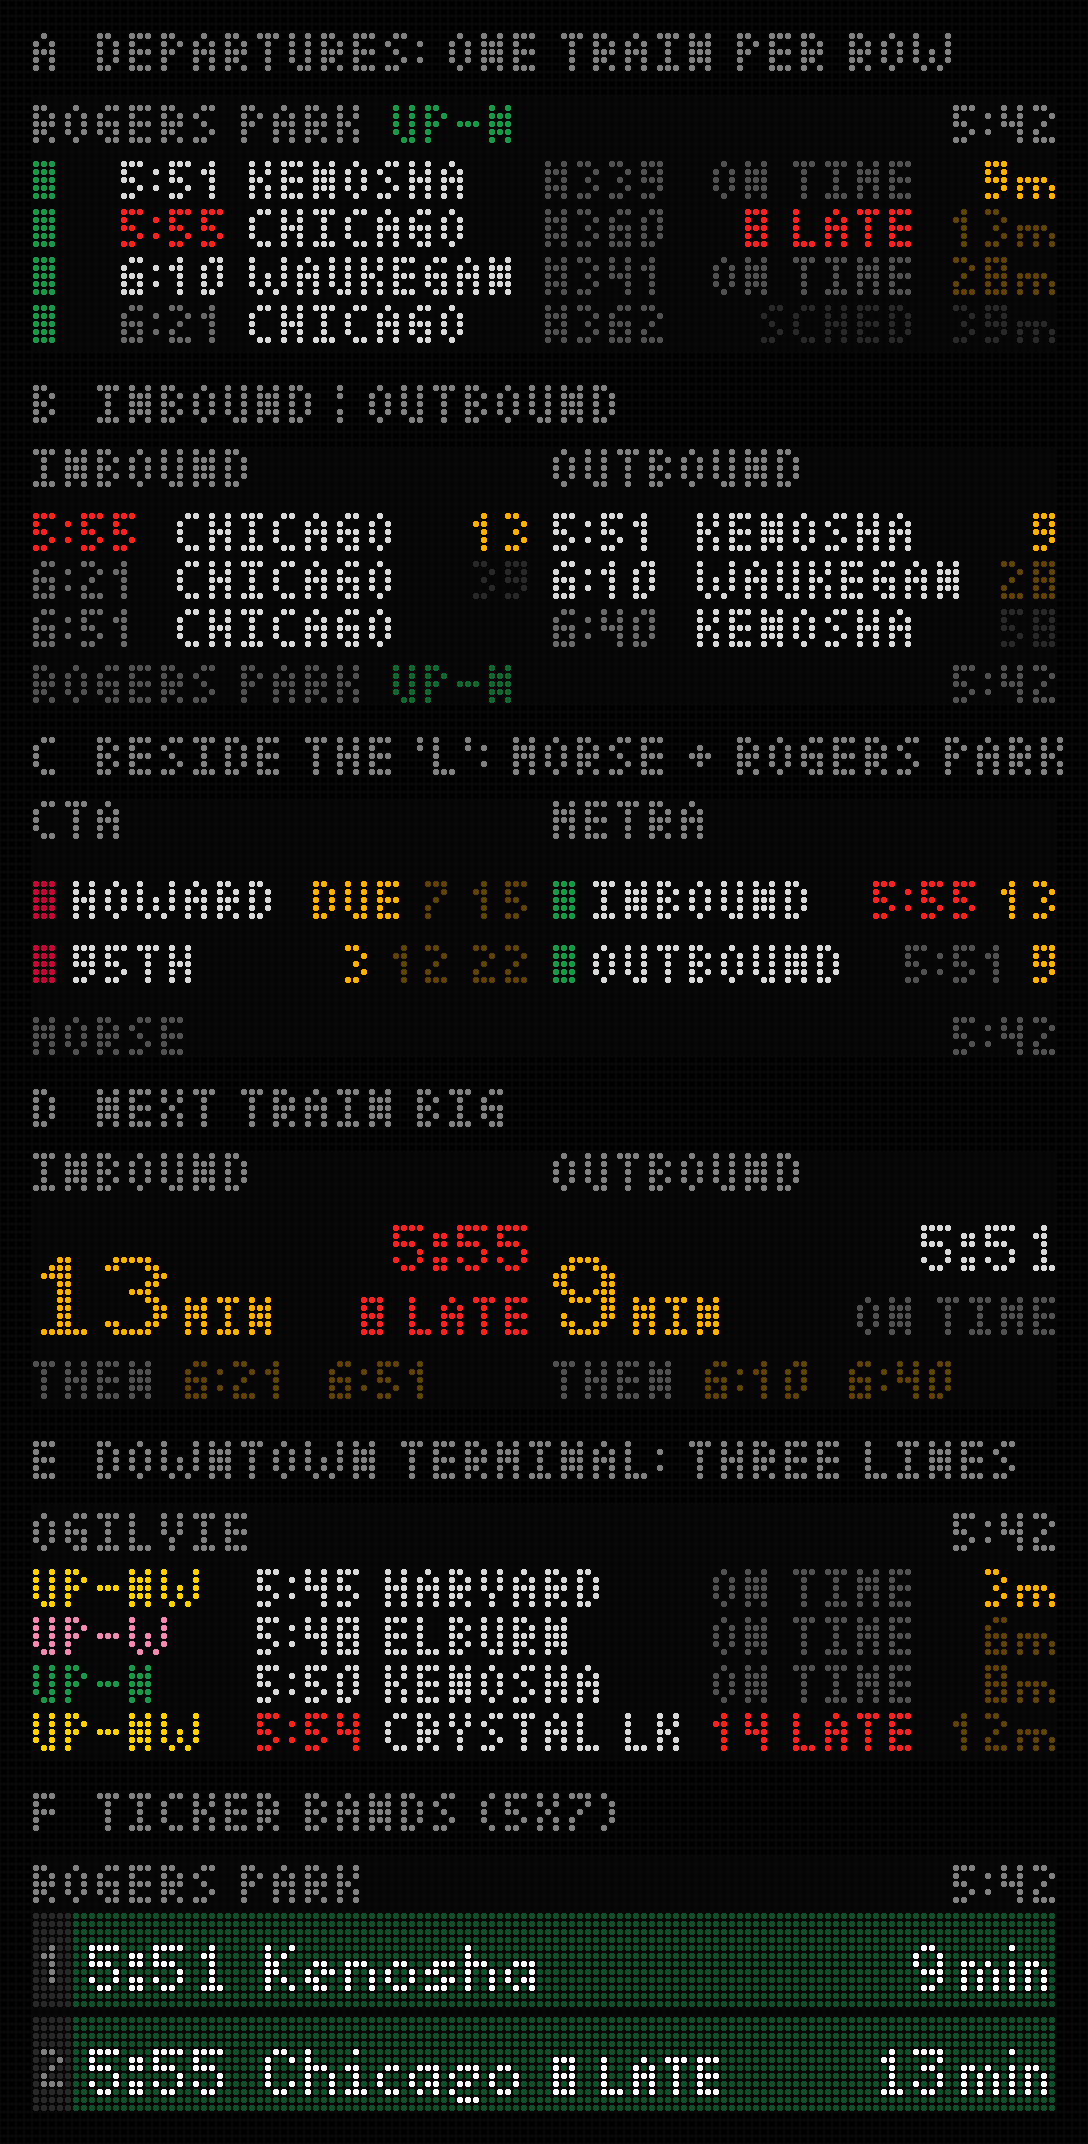 A DEPARTURES: ONE TRAIN PER ROW
ROGERS PARK UP-N 5:42
5:51 KENOSHA N339 ON TIME 9m
5:55 CHICAGO N360 8 LATE 13m
6:10 WAUKEGAN N341 ON TIME 28m
6:21 CHICAGO N362 SCHED 39m
B INBOUND | OUTBOUND
INBOUND OUTBOUND
5:55 CHICAGO 13 5:51 KENOSHA 9
6:21 CHICAGO 39 6:10 WAUKEGAN 28
6:51 CHICAGO 6:40 KENOSHA 58
ROGERS PARK UP-N 5:42
C BESIDE THE 'L': MORSE + ROGERS PARK
CTA METRA
HOWARD DUE 7 15 INBOUND 5:55 13
95TH 3 12 22 OUTBOUND 5:51 9
MORSE 5:42
D NEXT TRAIN BIG
INBOUND OUTBOUND
13 MIN 5:55 8 LATE 9 MIN 5:51 ON TIME
THEN 6:21 6:51 THEN 6:10 6:40
E DOWNTOWN TERMINAL: THREE LINES
OGILVIE 5:42
UP-NW 5:45 HARVARD ON TIME 3m
UP-W 5:48 ELBURN ON TIME 6m
UP-N 5:50 KENOSHA ON TIME 8m
UP-NW 5:54 CRYSTAL LK 14 LATE 12m
F TICKER BANDS (5X7)
ROGERS PARK 5:42
1 5:51 Kenosha 9min
2 5:55 Chicago 8 LATE 13min